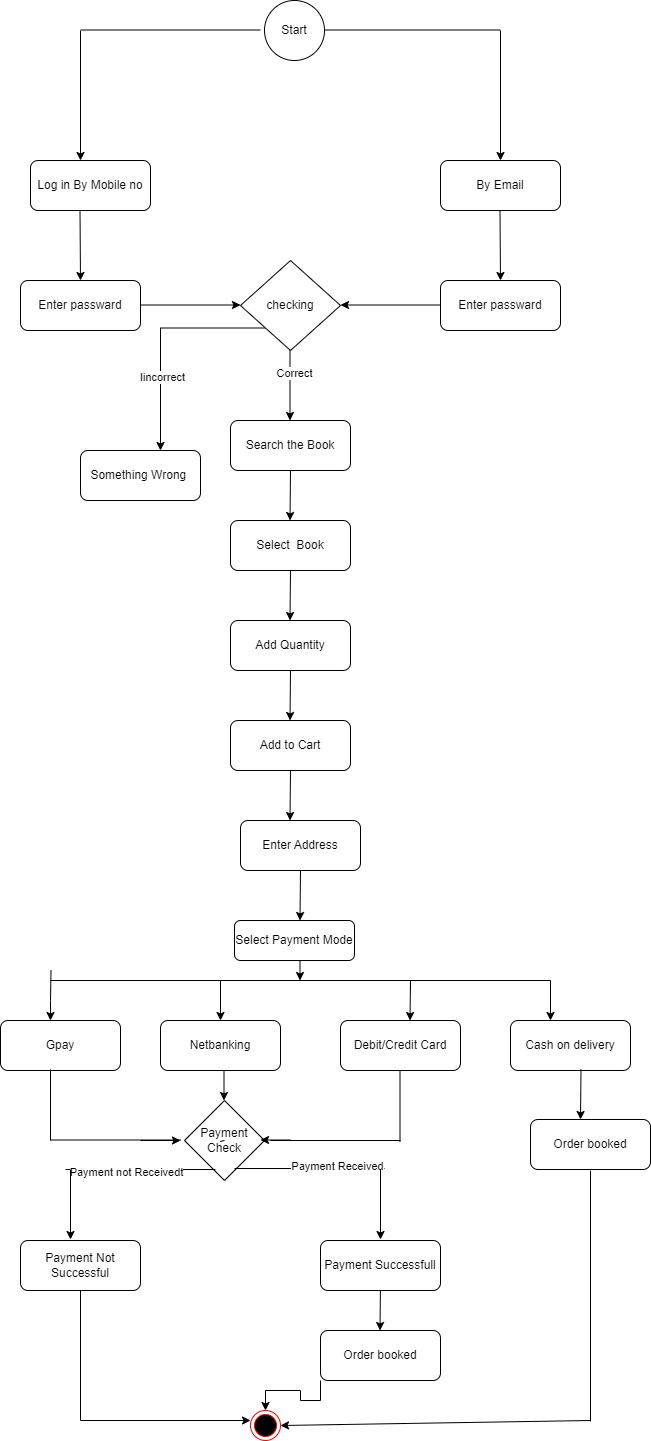 Start
Log in By Mobile no
By Email
Enter passward
checking
Enter passward
Iincorrect
Correct
Search the Book
Something Wrong
Select Book
Add Quantity
Add to Cart
Enter Address
Select Payment Mode
Gpay
Netbanking
Debit/Credit Card
Cash on delivery
Payment
Check
Order booked
Payment not Receivedt
Payment Received
Payment Not
Successful
Payment Successfull
Order booked